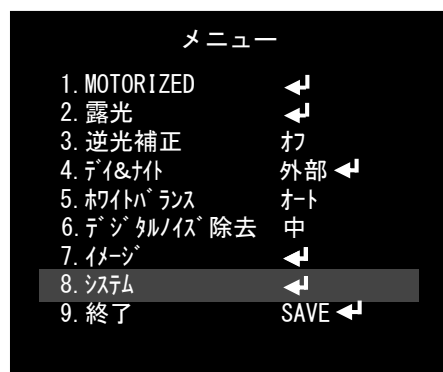 メニュー
1. MOTORIZED ↵
2. 露光 ↵
3. 逆光補正 オフ
4. ﾃﾞｲ&ﾅｲﾄ 外部 ↵
5. ﾎﾜｲﾄﾊﾞﾗﾝｽ ｵｰﾄ
6. ﾃﾞｼﾞﾀﾙﾉｲｽﾞ除去 中
7. ｲﾒｰｼﾞ ↵
8. ｼｽﾃﾑ ↵
9. 終了 SAVE ↵